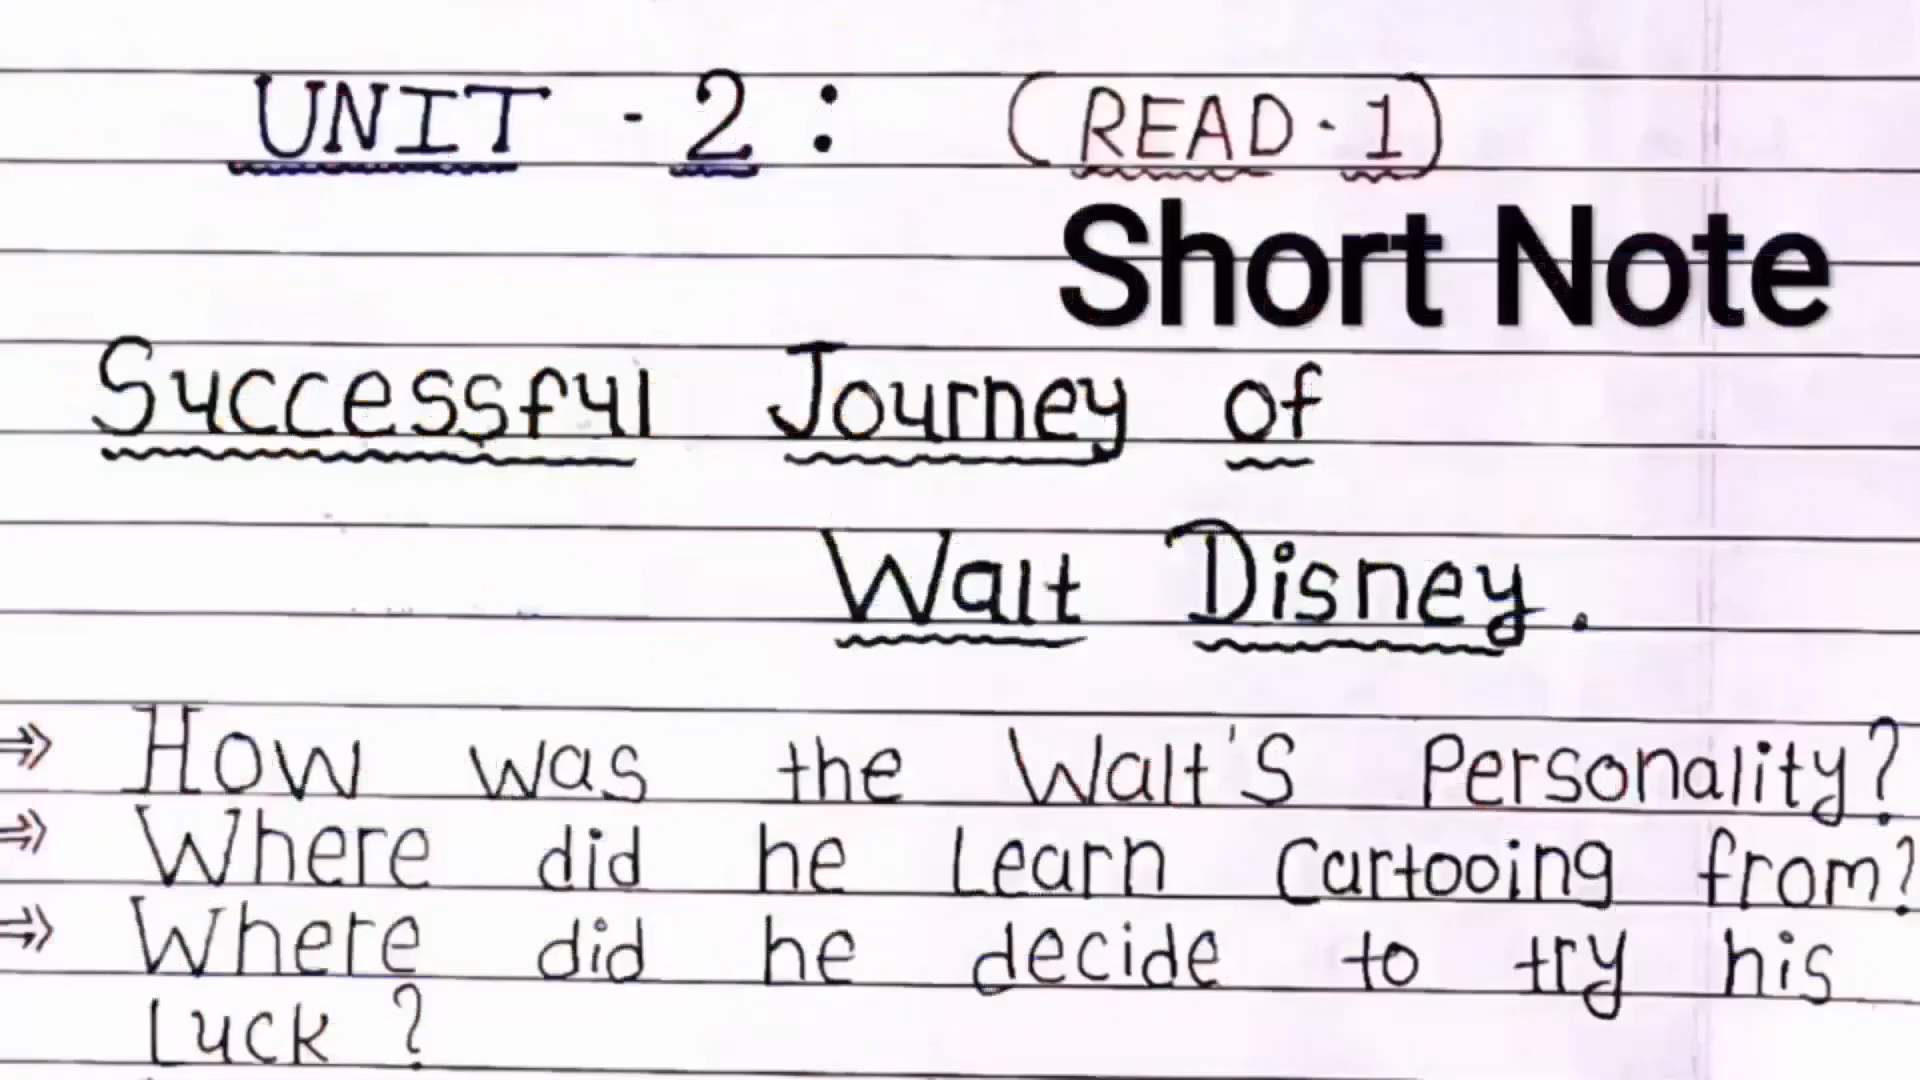 UNIT - 2 : (READ - 1)
Short Note
Successful Journey of
Walt Disney.
⇒ How was the Walt's Personality?
⇒ Where did he Learn Cartooing from?
⇒ Where did he decide to try his
Luck ?